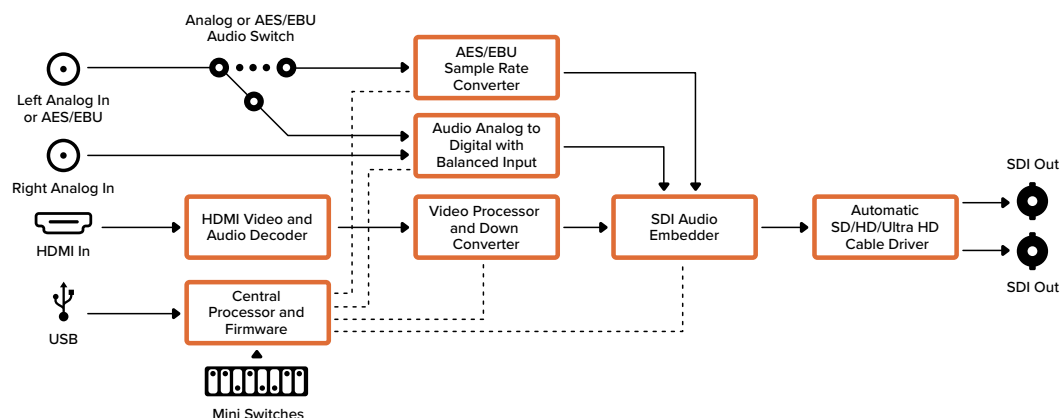 Analog or AES/EBU
Audio Switch
Left Analog In
or AES/EBU
AES/EBU
Sample Rate
Converter
Audio Analog to
Digital with
Balanced Input
Right Analog In
HDMI In
HDMI Video and
Audio Decoder
Video Processor
and Down
Converter
SDI Audio
Embedder
Automatic
SD/HD/Ultra HD
Cable Driver
SDI Out
SDI Out
USB
Central
Processor and
Firmware
Mini Switches